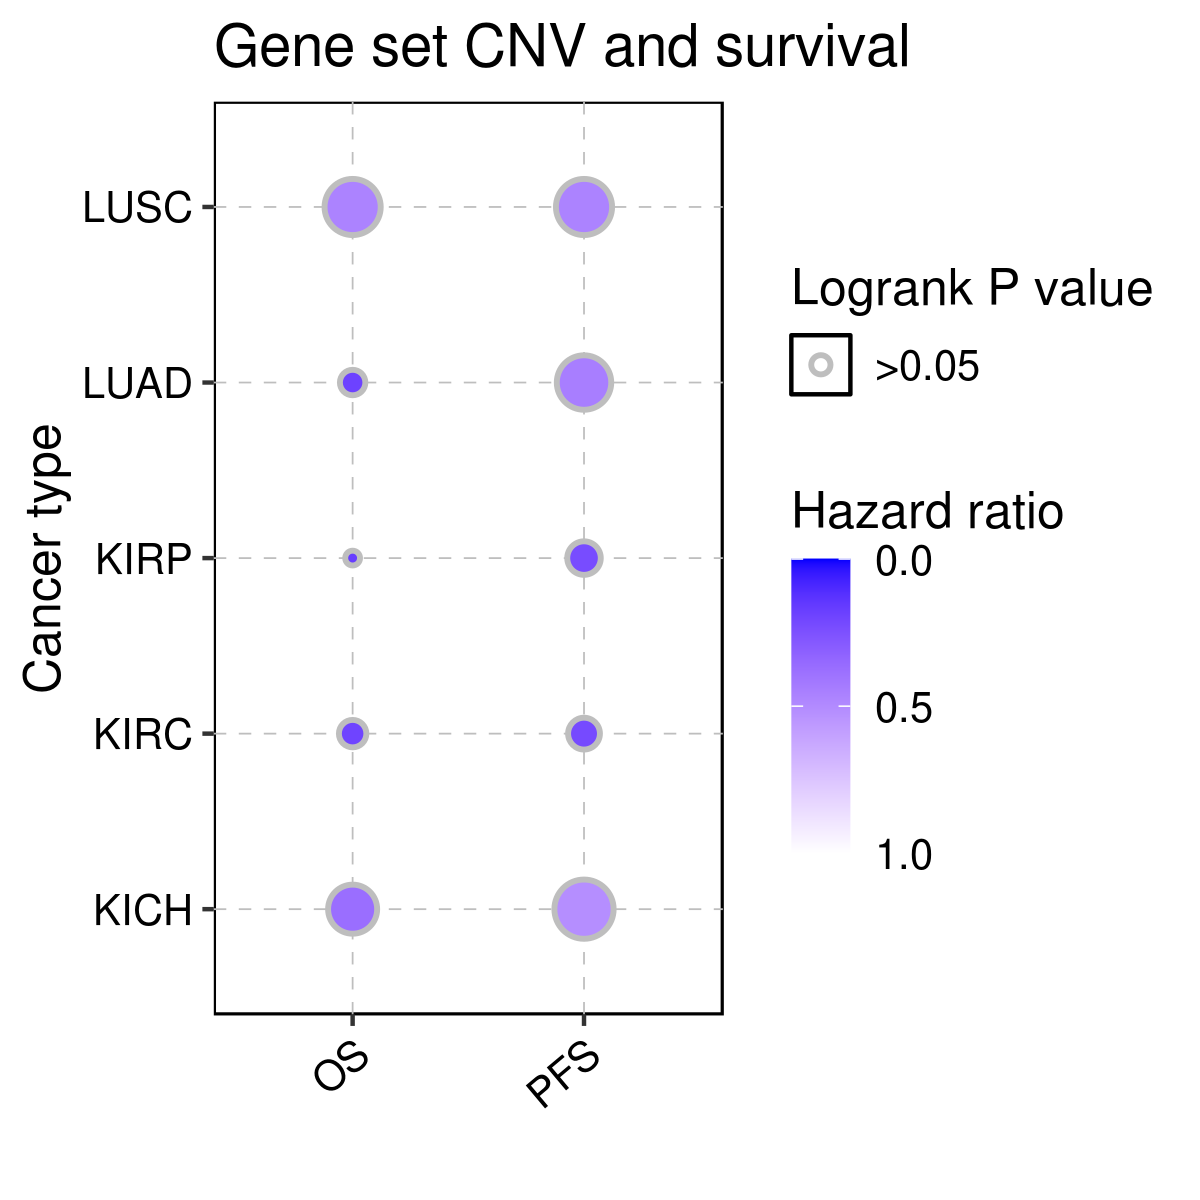 Gene set CNV and survival
Cancer type
LUSC
LUAD
KIRP
KIRC
KICH
OS
PFS
Logrank P value
>0.05
Hazard ratio
0.0
0.5
1.0